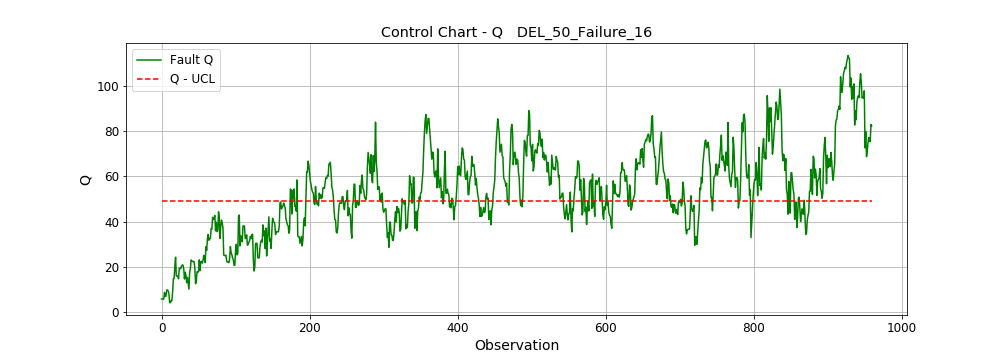 Control Chart - Q   DEL_50_Failure_16
Fault Q
Q - UCL
Q
100
80
60
40
20
0
0 200 400 600 800 1000
Observation